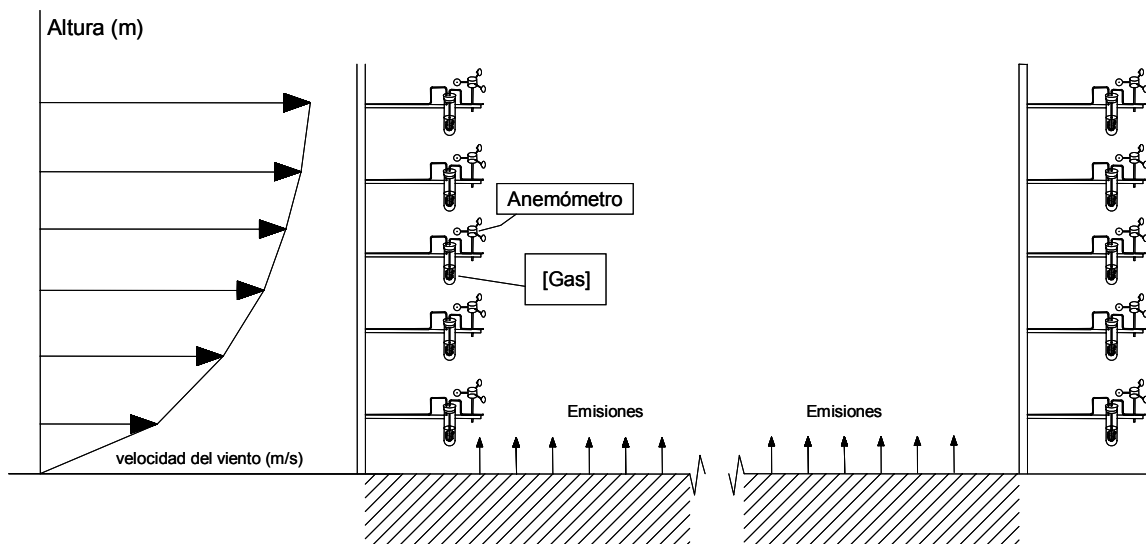 Altura (m)
Anemómetro
[Gas]
Emisiones
Emisiones
velocidad del viento (m/s)